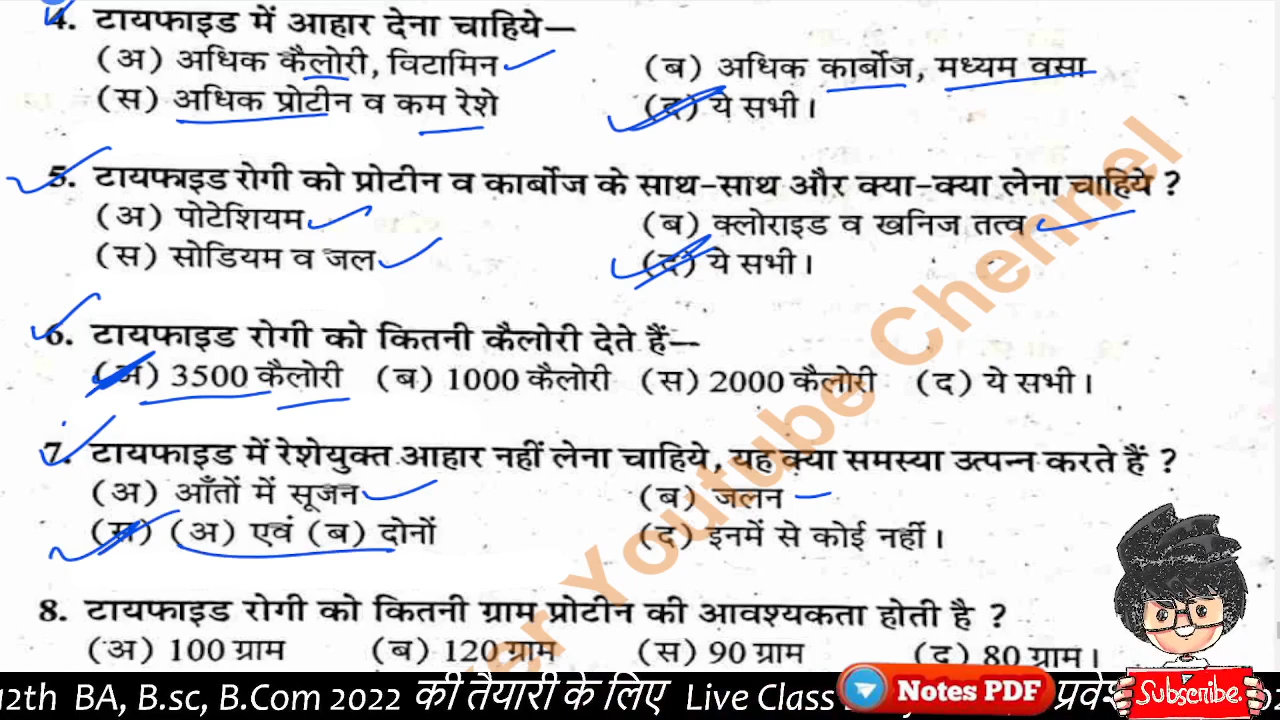 4. टायफाइड में आहार देना चाहिये—
(अ) अधिक कैलोरी, विटामिन (ब) अधिक कार्बोज, मध्यम वसा
(स) अधिक प्रोटीन व कम रेशे (द) ये सभी।
5. टायफाइड रोगी को प्रोटीन व कार्बोज के साथ-साथ और क्या-क्या लेना चाहिये ?
(अ) पोटेशियम (ब) क्लोराइड व खनिज तत्व
(स) सोडियम व जल (द) ये सभी।
6. टायफाइड रोगी को कितनी कैलोरी देते हैं—
(अ) 3500 कैलोरी (ब) 1000 कैलोरी (स) 2000 कैलोरी (द) ये सभी।
7. टायफाइड में रेशेयुक्त आहार नहीं लेना चाहिये, यह क्या समस्या उत्पन्न करते हैं ?
(अ) आँतों में सूजन (ब) जलन
(स) (अ) एवं (ब) दोनों (द) इनमें से कोई नहीं।
8. टायफाइड रोगी को कितनी ग्राम प्रोटीन की आवश्यकता होती है ?
(अ) 100 ग्राम (ब) 120 ग्राम (स) 90 ग्राम (द) 80 ग्राम।
Youtube Chennel
12th BA, B.sc, B.Com 2022 की तैयारी के लिए Live Class
Notes PDF
Subscribe.